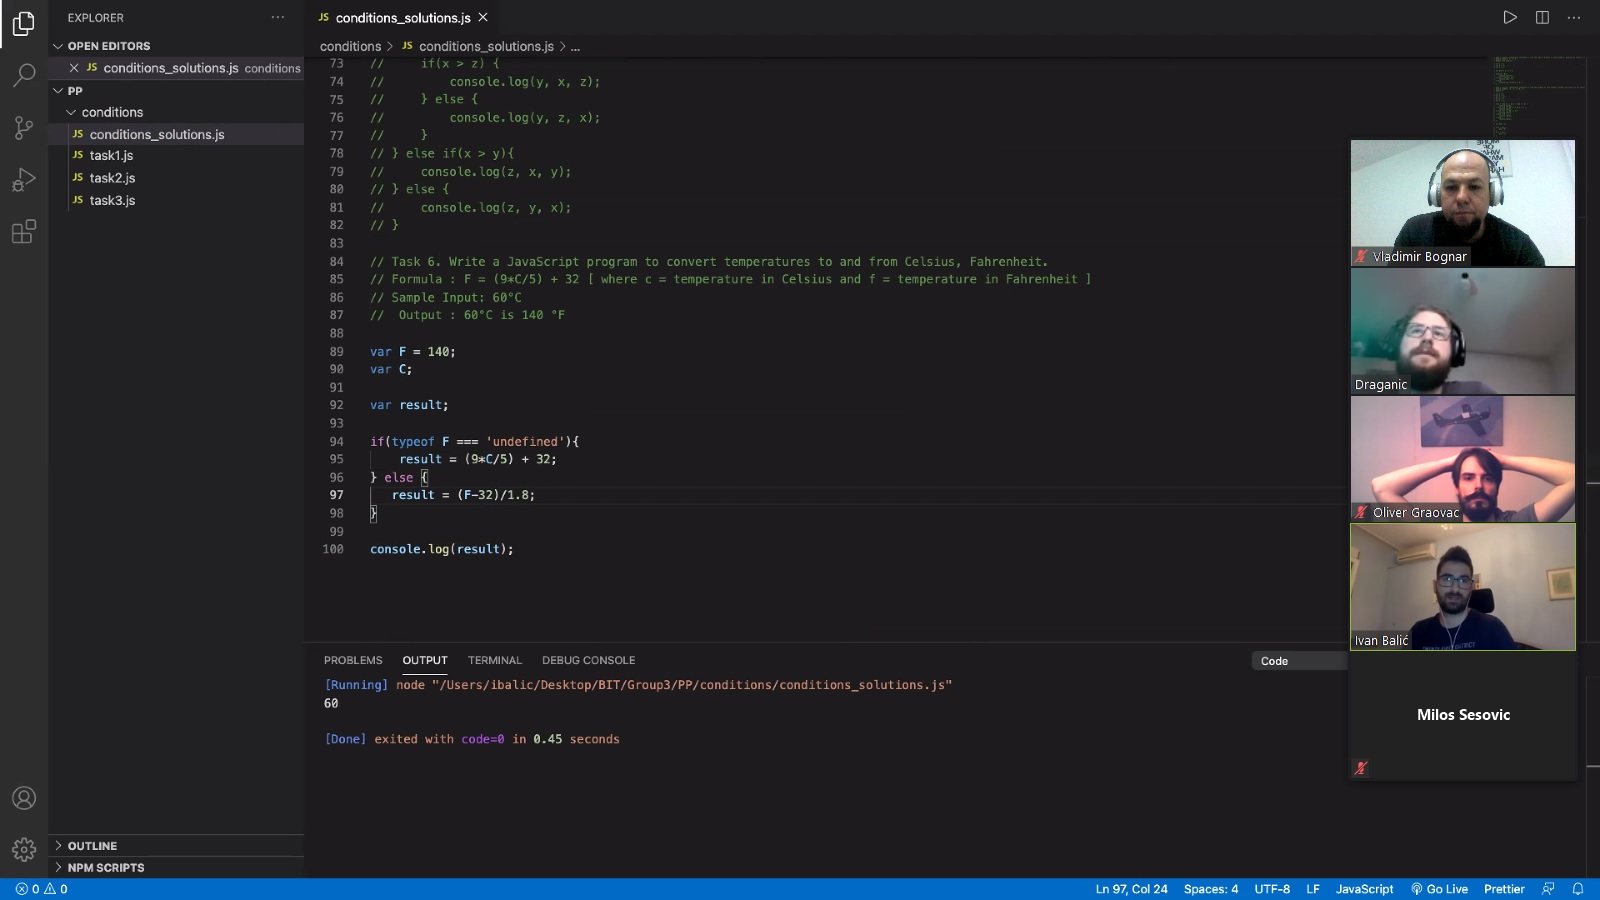 EXPLORER
OPEN EDITORS
JS conditions_solutions.js conditions
PP
conditions
JS conditions_solutions.js
JS task1.js
JS task2.js
JS task3.js
OUTLINE
NPM SCRIPTS
JS conditions_solutions.js
conditions > JS conditions_solutions.js > ...
73 //     if(x > z) {
74 //         console.log(y, x, z);
75 //     } else {
76 //         console.log(y, z, x);
77 //     }
78 // } else if(x > y){
79 //     console.log(z, x, y);
80 // } else {
81 //     console.log(z, y, x);
82 // }
83
84 // Task 6. Write a JavaScript program to convert temperatures to and from Celsius, Fahrenheit.
85 // Formula : F = (9*C/5) + 32 [ where c = temperature in Celsius and f = temperature in Fahrenheit ]
86 // Sample Input: 60°C
87 //  Output : 60°C is 140 °F
88
89 var F = 140;
90 var C;
91
92 var result;
93
94 if(typeof F === 'undefined'){
95     result = (9*C/5) + 32;
96 } else {
97    result = (F-32)/1.8;
98 }
99
100 console.log(result);
PROBLEMS OUTPUT TERMINAL DEBUG CONSOLE
Code
[Running] node "/Users/ibalic/Desktop/BIT/Group3/PP/conditions/conditions_solutions.js"
60
[Done] exited with code=0 in 0.45 seconds
Vladimir Bognar
Draganic
Oliver Graovac
Ivan Balić
Milos Sesovic
0 0
Ln 97, Col 24 Spaces: 4 UTF-8 LF JavaScript Go Live Prettier